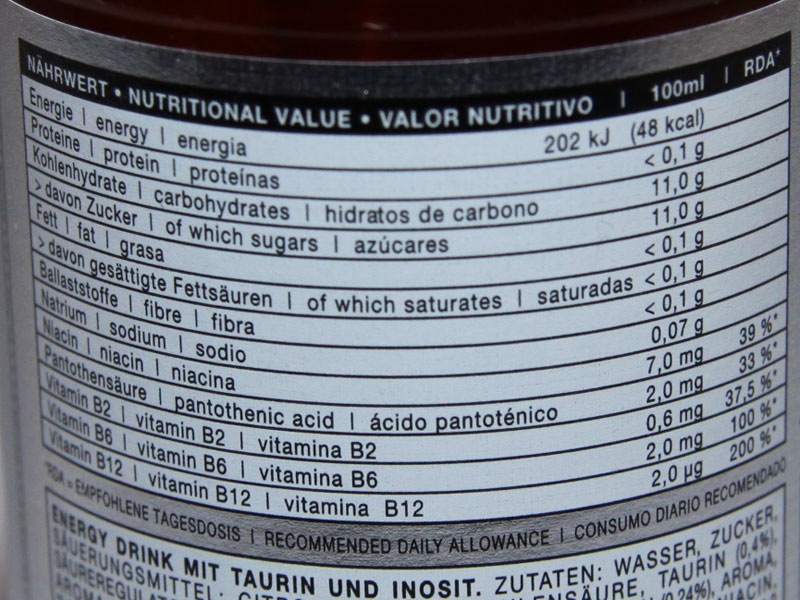 NÄHRWERT • NUTRITIONAL VALUE • VALOR NUTRITIVO | 100ml | RDA*
Energie | energy | energia 202 kJ (48 kcal)
Proteine | protein | proteínas < 0,1 g
Kohlenhydrate | carbohydrates | hidratos de carbono 11,0 g
> davon Zucker | of which sugars | azúcares 11,0 g
Fett | fat | grasa < 0,1 g
> davon gesättigte Fettsäuren | of which saturates | saturadas < 0,1 g
Ballaststoffe | fibre | fibra < 0,1 g
Natrium | sodium | sodio 0,07 g
Niacin | niacin | niacina 7,0 mg 39 %*
Pantothensäure | pantothenic acid | ácido pantoténico 2,0 mg 33 %*
Vitamin B2 | vitamin B2 | vitamina B2 0,6 mg 37,5 %*
Vitamin B6 | vitamin B6 | vitamina B6 2,0 mg 100 %*
Vitamin B12 | vitamin B12 | vitamina B12 2,0 µg 200 %*
*RDA = EMPFOHLENE TAGESDOSIS | RECOMMENDED DAILY ALLOWANCE | CONSUMO DIARIO RECOMENDADO
ENERGY DRINK MIT TAURIN UND INOSIT. ZUTATEN: WASSER, ZUCKER,
SÄUERUNGSMITTEL: TAURIN (0,4%),
AROMA,